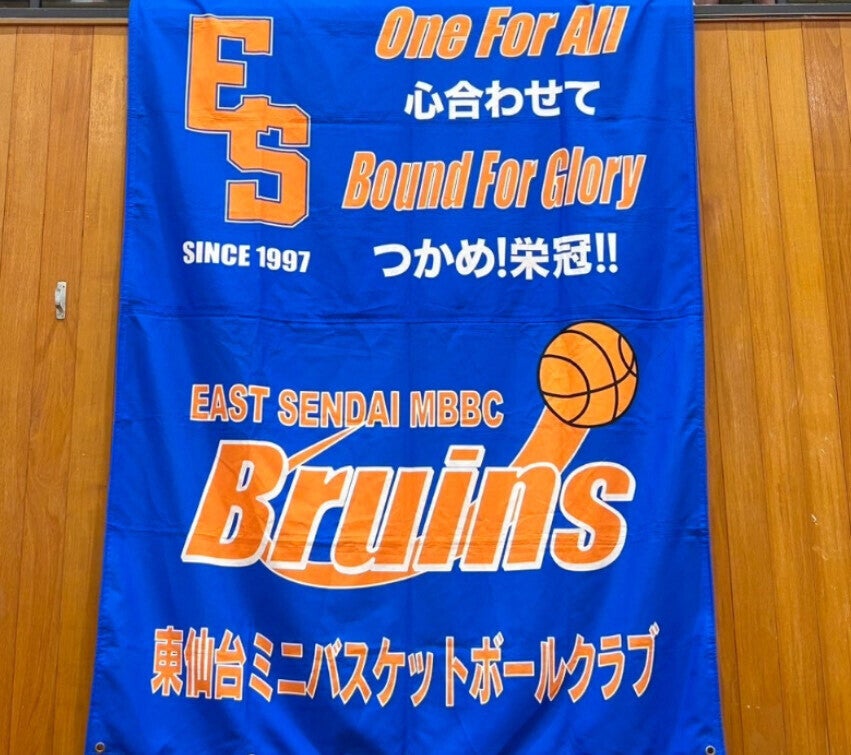 ES
SINCE 1997
One For All
心合わせて
Bound For Glory
つかめ!栄冠!!
EAST SENDAI MBBC
Bruins
東仙台ミニバスケットボールクラブ